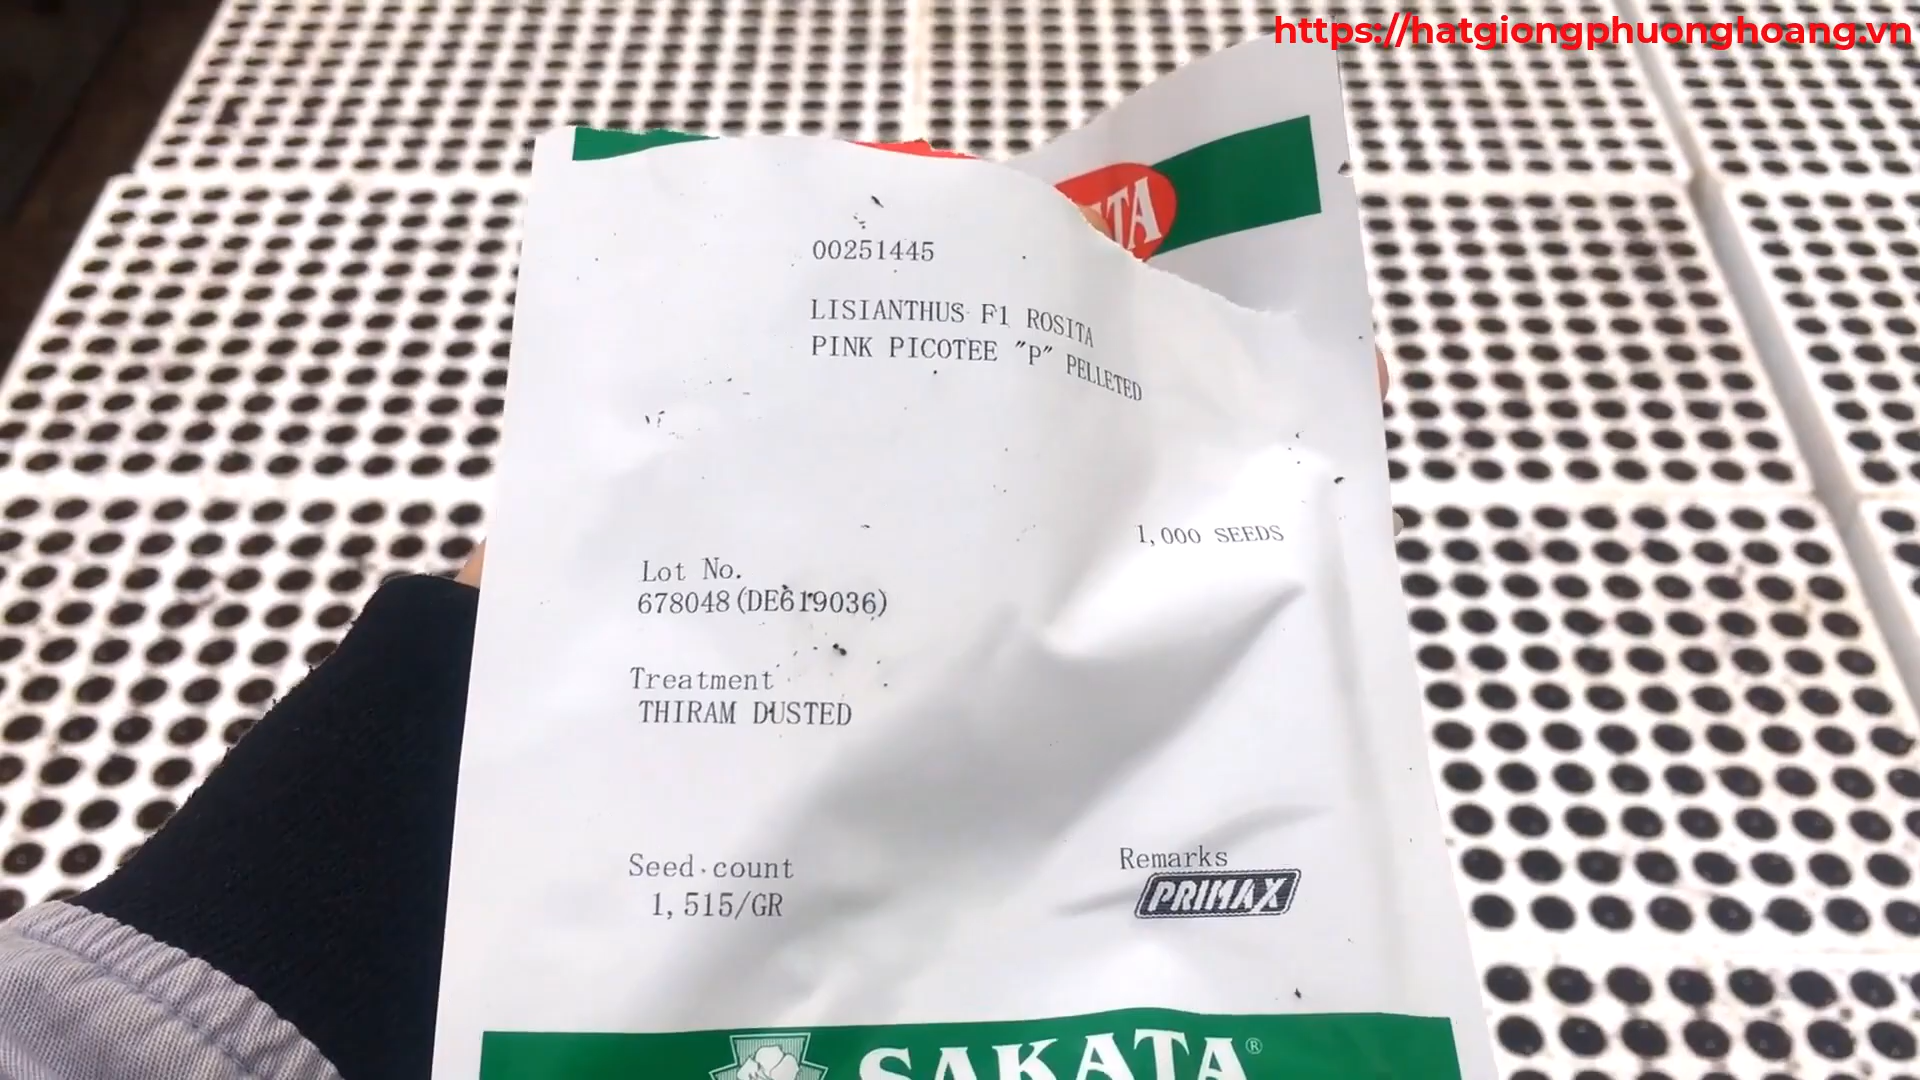 https://hatgiongphuonghoang.vn
TA
00251445
LISIANTHUS F1 ROSITA
PINK PICOTEE "P" PELLETED
1,000 SEEDS
Lot No.
678048(DE619036)
Treatment
THIRAM DUSTED
Seed count
1,515/GR
Remarks
PRIMAX
SAKATA®